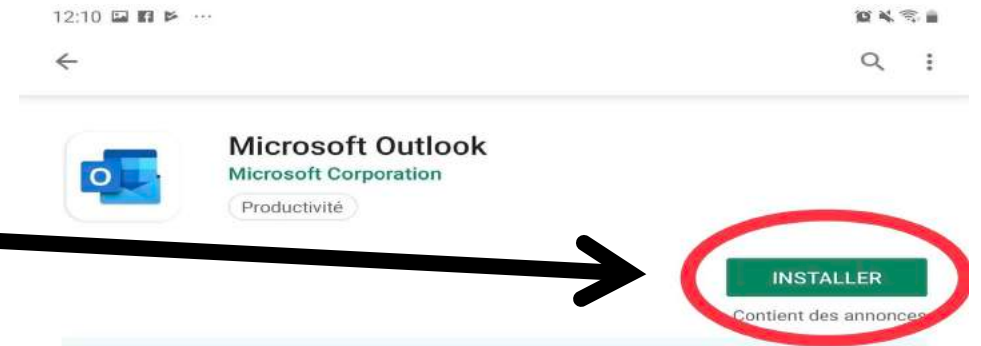 12:10
Microsoft Outlook
Microsoft Corporation
Productivité
INSTALLER
Contient des annonces